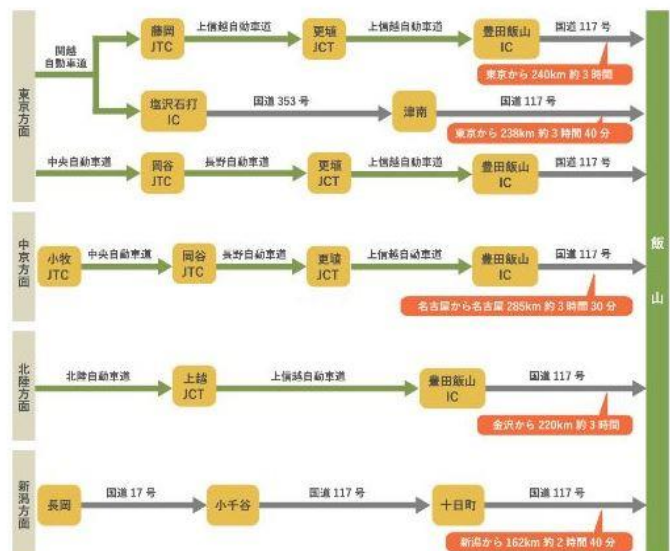 東京方面
関越
自動車道
藤岡
JTC
上信越自動車道
更埴
JCT
上信越自動車道
豊田飯山
IC
国道 117 号
東京から 240km 約 3 時間
塩沢石打
IC
国道 353 号
津南
国道 117 号
東京から 238km 約 3 時間 40 分
中央自動車道
岡谷
JTC
長野自動車道
更埴
JCT
上信越自動車道
豊田飯山
IC
国道 117 号
中京方面
小牧
JTC
中央自動車道
岡谷
JTC
長野自動車道
更埴
JCT
上信越自動車道
豊田飯山
IC
国道 117 号
名古屋から名古屋 285km 約 3 時間 30 分
北陸方面
北陸自動車道
上越
JCT
上信越自動車道
豊田飯山
IC
国道 117 号
金沢から 220km 約 3 時間
新潟方面
長岡
国道 17 号
小千谷
国道 117 号
十日町
国道 117 号
新潟から 162km 約 2 時間 40 分
飯山